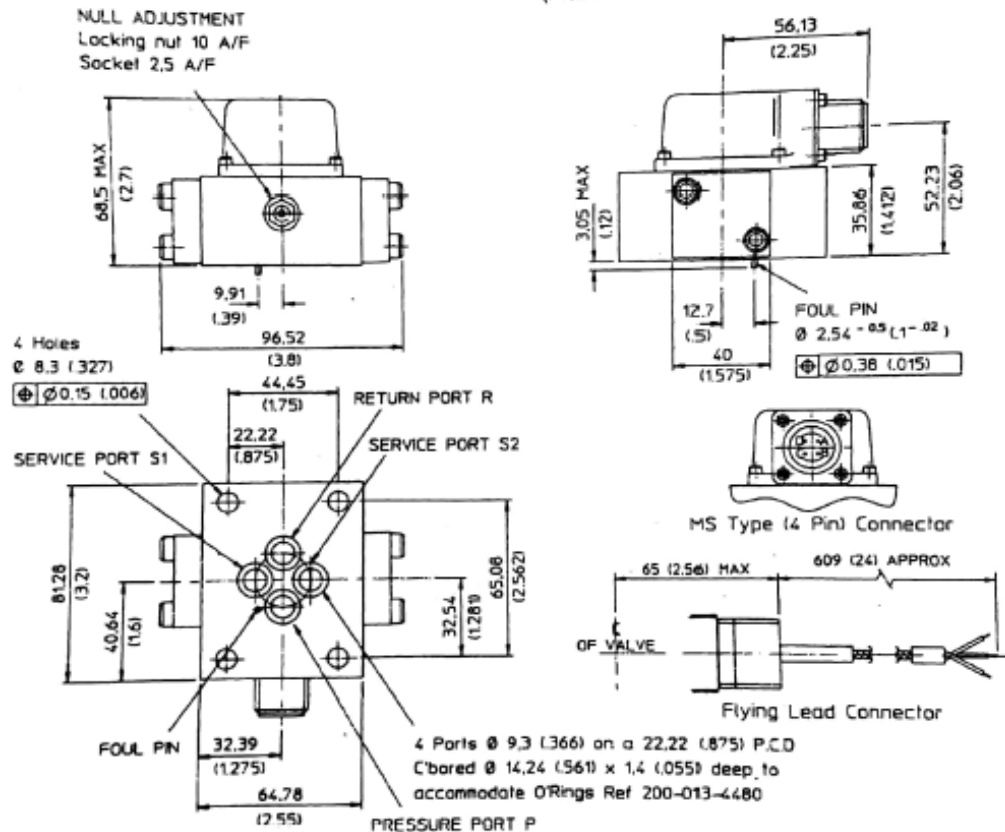 NULL ADJUSTMENT
Locking nut 10 A/F
Socket 2,5 A/F
68,5 MAX
(2.7)
9,91
(.39)
96,52
(3.8)
56,13
(2.25)
3,05 MAX
(.12)
35,86
(1,412)
52,23
(2.06)
12,7
(.5)
40
(1.575)
FOUL PIN
Ø 2,54 -0.5 (.1 -.02)
⌖ Ø 0,38 (.015)
4 Holes
Ø 8,3 (.327)
⌖ Ø 0,15 (.006)
44,45
(1.75)
22,22
(.875)
RETURN PORT R
SERVICE PORT S1
SERVICE PORT S2
81,28
(3.2)
40,64
(1.6)
65,08
(2.562)
32,54
(1.281)
FOUL PIN
32,39
(1.275)
64,78
(2.55)
PRESSURE PORT P
4 Ports Ø 9,3 (.366) on a 22,22 (.875) P.C.D
C'bored Ø 14,24 (.561) x 1,4 (.055) deep to
accommodate O'Rings Ref 200-013-4480
MS Type (4 Pin) Connector
65 (2.56) MAX
609 (24) APPROX
OF VALVE
Flying Lead Connector